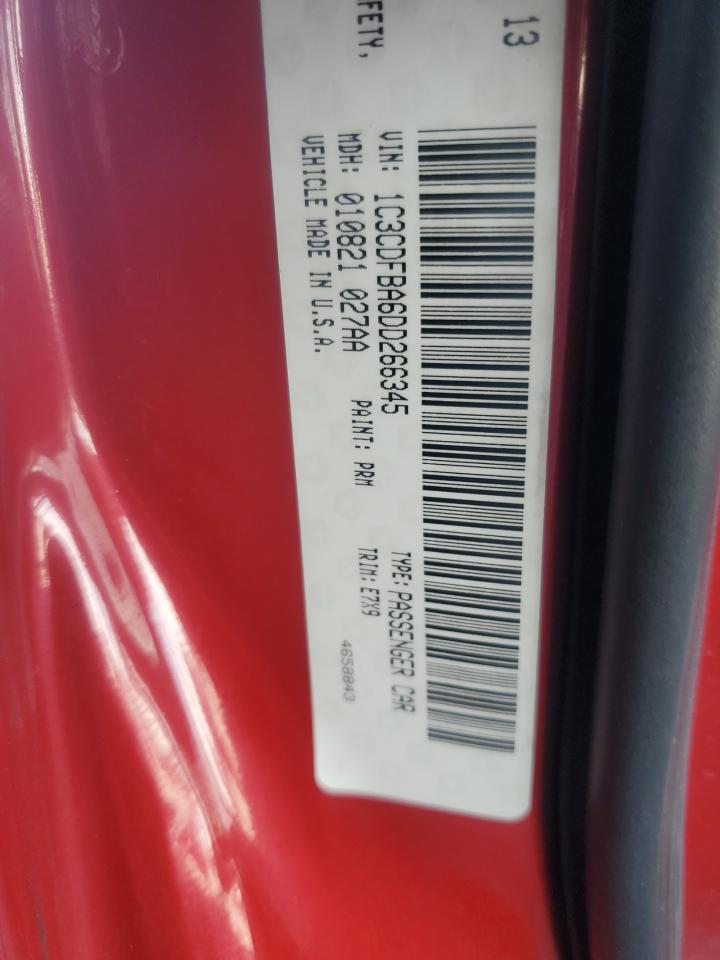 13
FETY,
VIN: 1C3CDFBA6DD266345 TYPE: PASSENGER CAR
MDH: 010821 027AA PAINT: PRM TRIM: E7X9
VEHICLE MADE IN U.S.A. 4658843